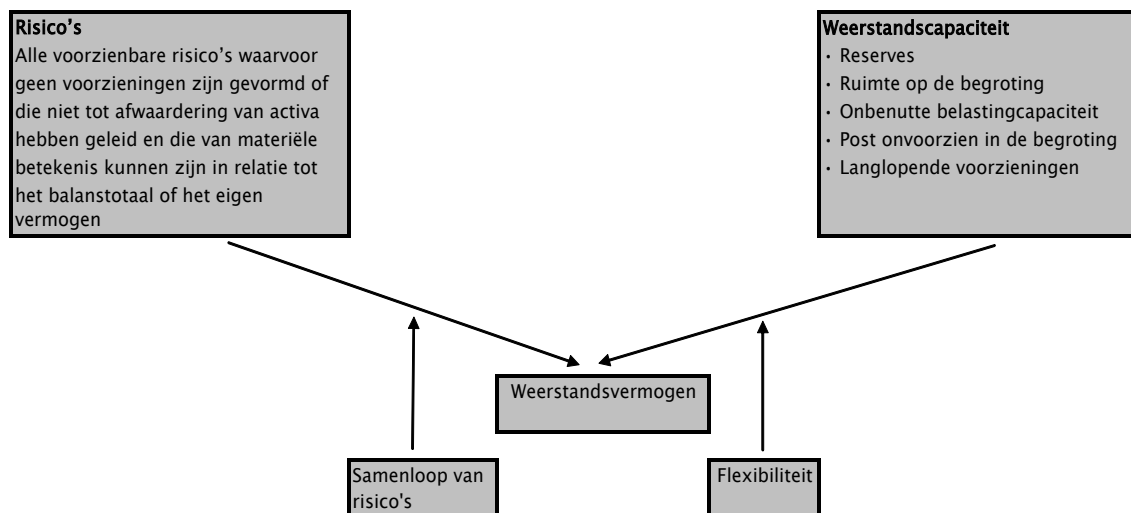 Risico’s
Alle voorzienbare risico’s waarvoor
geen voorzieningen zijn gevormd of
die niet tot afwaardering van activa
hebben geleid en die van materiële
betekenis kunnen zijn in relatie tot
het balanstotaal of het eigen
vermogen
Weerstandscapaciteit
· Reserves
· Ruimte op de begroting
· Onbenutte belastingcapaciteit
· Post onvoorzien in de begroting
· Langlopende voorzieningen
Weerstandsvermogen
Samenloop van
risico's
Flexibiliteit